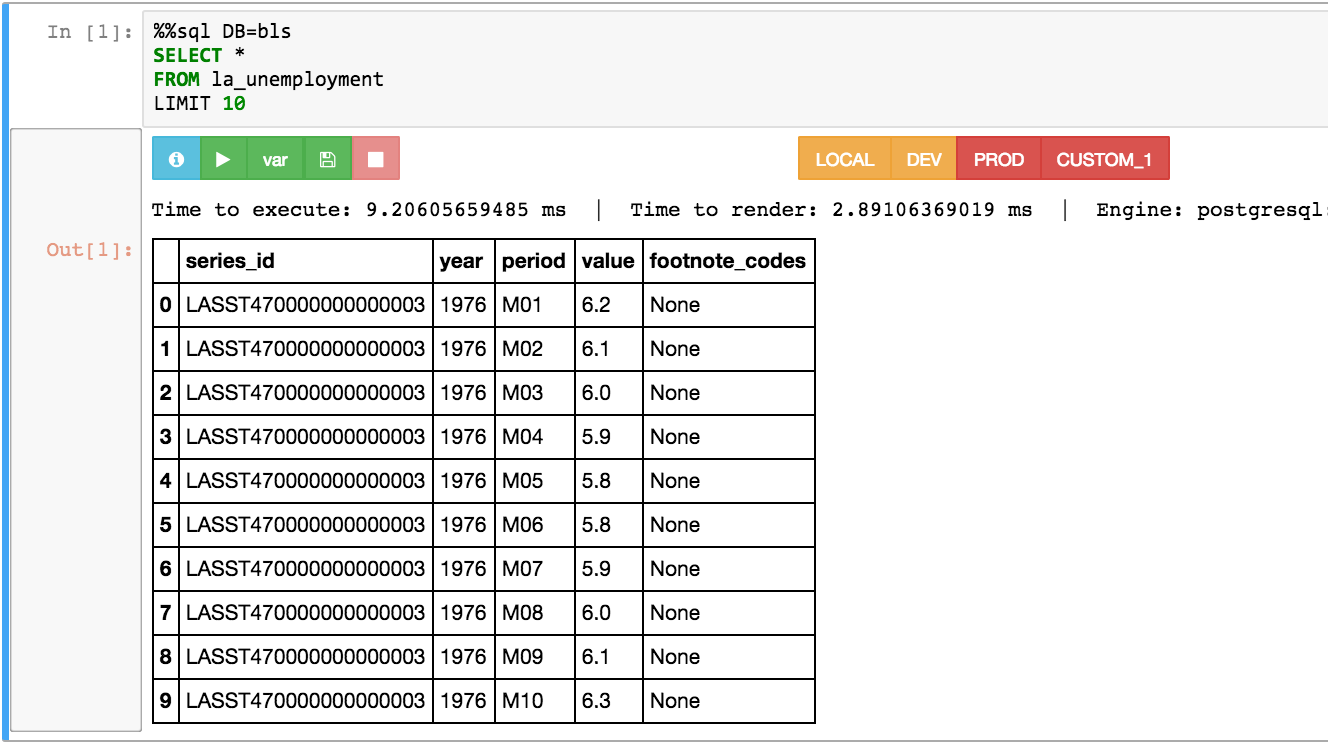 In [1]:
%%sql DB=bls
SELECT *
FROM la_unemployment
LIMIT 10
var LOCAL DEV PROD CUSTOM_1
Time to execute: 9.20605659485 ms | Time to render: 2.89106369019 ms | Engine: postgresql:
Out[1]:
series_id year period value footnote_codes
0 LASST470000000000003 1976 M01 6.2 None
1 LASST470000000000003 1976 M02 6.1 None
2 LASST470000000000003 1976 M03 6.0 None
3 LASST470000000000003 1976 M04 5.9 None
4 LASST470000000000003 1976 M05 5.8 None
5 LASST470000000000003 1976 M06 5.8 None
6 LASST470000000000003 1976 M07 5.9 None
7 LASST470000000000003 1976 M08 6.0 None
8 LASST470000000000003 1976 M09 6.1 None
9 LASST470000000000003 1976 M10 6.3 None